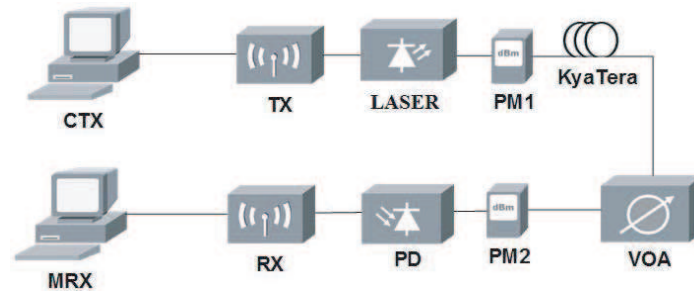 dBm
TX
LASER
PM1
KyaTera
CTX
dBm
MRX
RX
PD
PM2
VOA